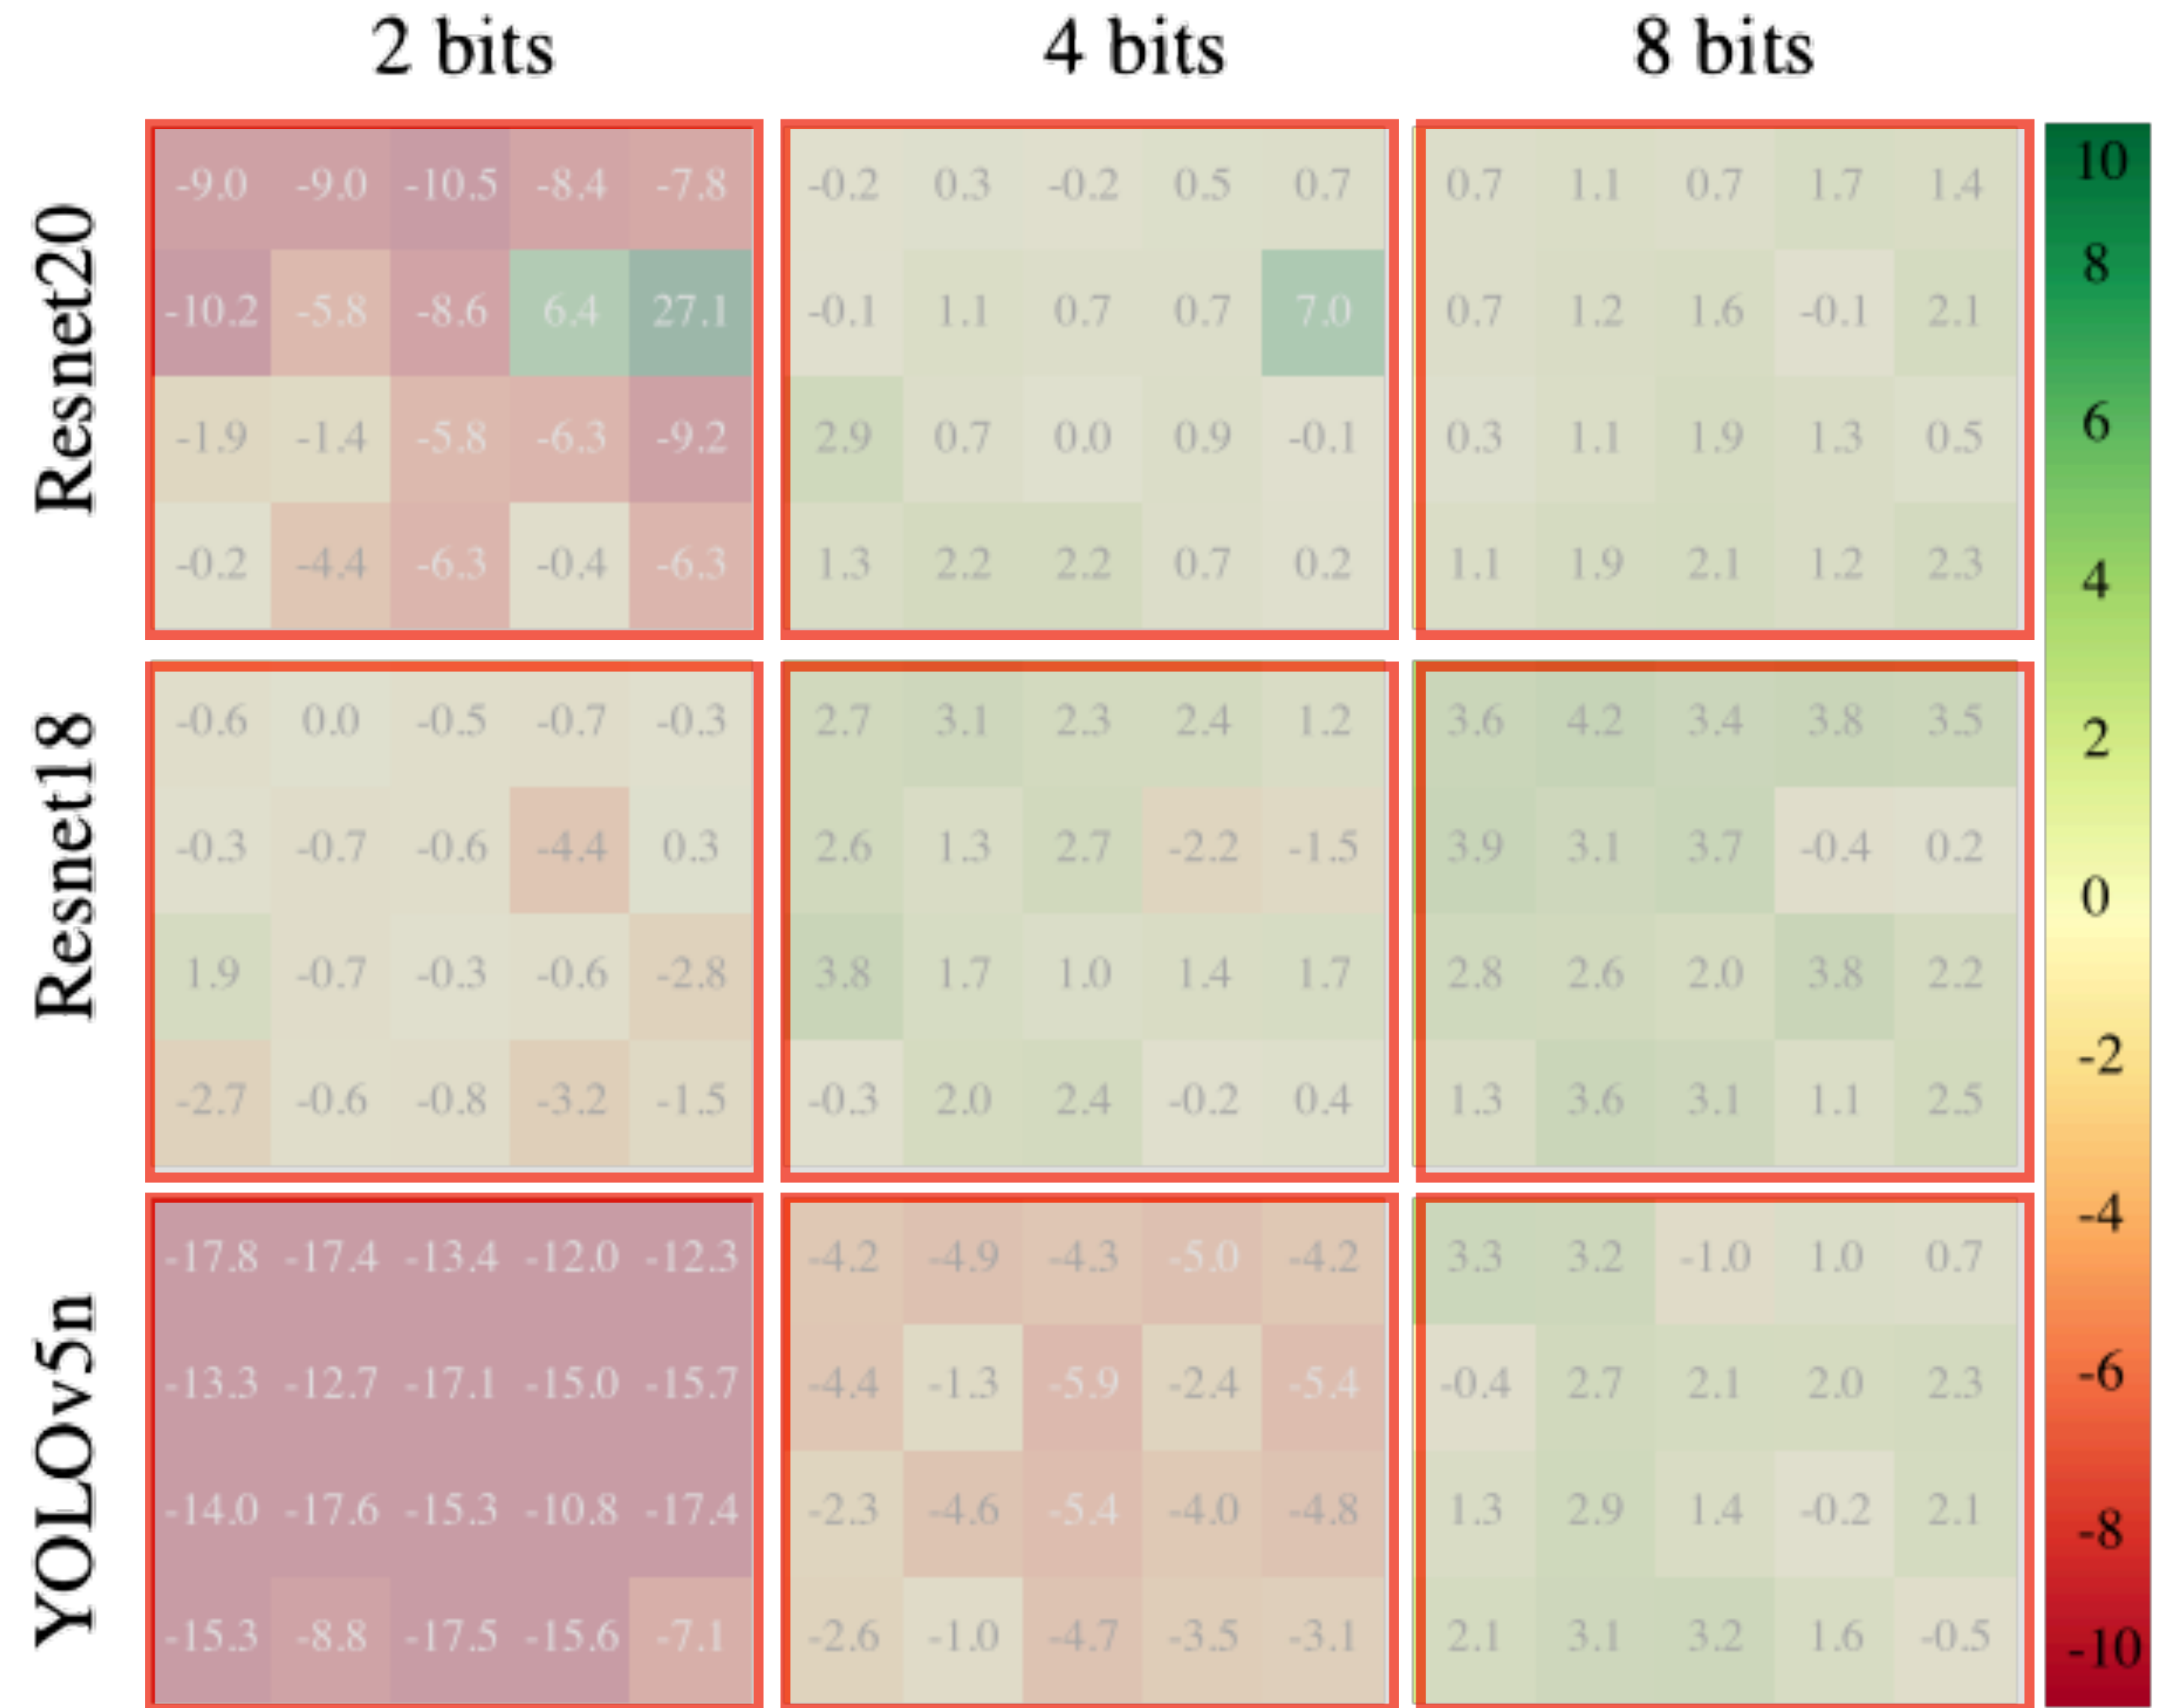 2 bits 4 bits 8 bits
Resnet20
-9.0 -9.0 -10.5 -8.4 -7.8 -0.2 0.3 -0.2 0.5 0.7 0.7 1.1 0.7 1.7 1.4 10
8
-10.2 -5.8 -8.6 6.4 27.1 -0.1 1.1 0.7 0.7 7.0 0.7 1.2 1.6 -0.1 2.1
-1.9 -1.4 -5.8 -6.3 -9.2 2.9 0.7 0.0 0.9 -0.1 0.3 1.1 1.9 1.3 0.5 6
-0.2 -4.4 -6.3 -0.4 -6.3 1.3 2.2 2.2 0.7 0.2 1.1 1.9 2.1 1.2 2.3 4
Resnet18
-0.6 0.0 -0.5 -0.7 -0.3 2.7 3.1 2.3 2.4 1.2 3.6 4.2 3.4 3.8 3.5 2
-0.3 -0.7 -0.6 -4.4 0.3 2.6 1.3 2.7 -2.2 -1.5 3.9 3.1 3.7 -0.4 0.2 0
1.9 -0.7 -0.3 -0.6 -2.8 3.8 1.7 1.0 1.4 1.7 2.8 2.6 2.0 3.8 2.2
-2.7 -0.6 -0.8 -3.2 -1.5 -0.3 2.0 2.4 -0.2 0.4 1.3 3.6 3.1 1.1 2.5 -2
YOLOv5n
-17.8 -17.4 -13.4 -12.0 -12.3 -4.2 -4.9 -4.3 -5.0 -4.2 3.3 3.2 -1.0 1.0 0.7 -4
-13.3 -12.7 -17.1 -15.0 -15.7 -4.4 -1.3 -5.9 -2.4 -5.4 -0.4 2.7 2.1 2.0 2.3 -6
-14.0 -17.6 -15.3 -10.8 -17.4 -2.3 -4.6 -5.4 -4.0 -4.8 1.3 2.9 1.4 -0.2 2.1 -8
-15.3 -8.8 -17.5 -15.6 -7.1 -2.6 -1.0 -4.7 -3.5 -3.1 2.1 3.1 3.2 1.6 -0.5 -10